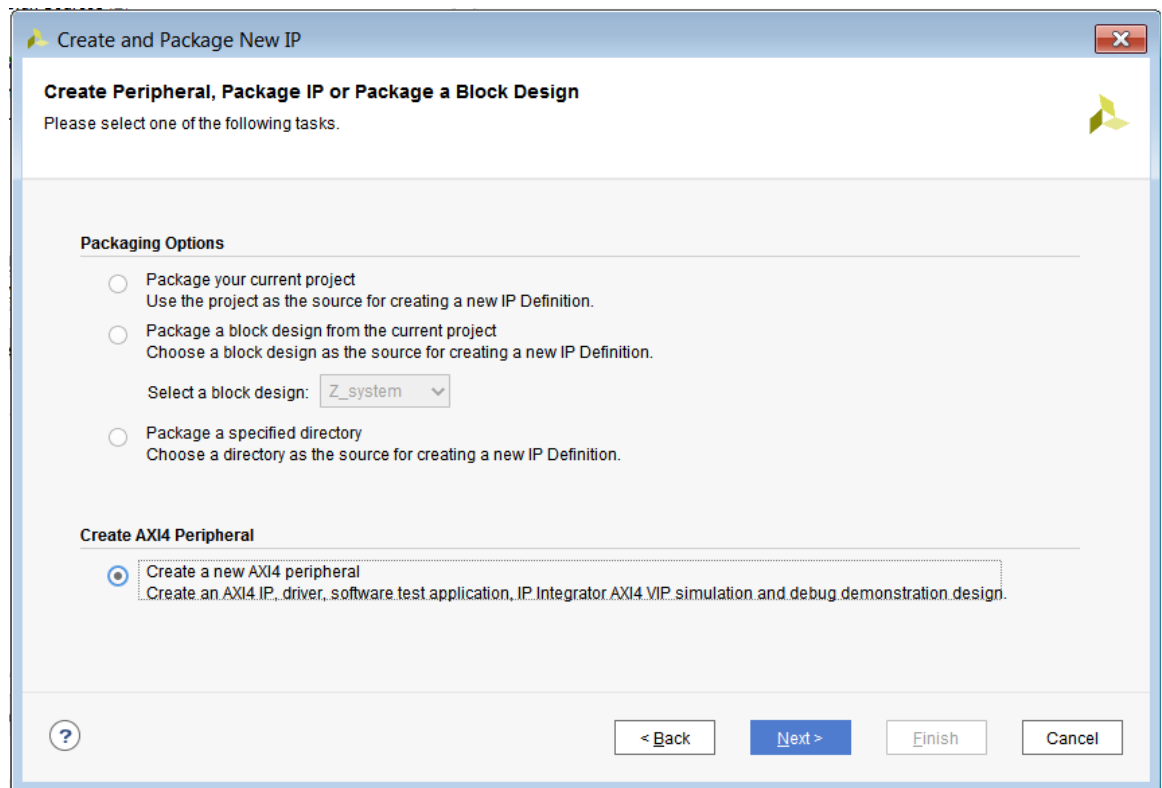 Create and Package New IP
Create Peripheral, Package IP or Package a Block Design
Please select one of the following tasks.
Packaging Options
Package your current project
Use the project as the source for creating a new IP Definition.
Package a block design from the current project
Choose a block design as the source for creating a new IP Definition.
Select a block design: Z_system
Package a specified directory
Choose a directory as the source for creating a new IP Definition.
Create AXI4 Peripheral
Create a new AXI4 peripheral
Create an AXI4 IP, driver, software test application, IP Integrator AXI4 VIP simulation and debug demonstration design.
? < Back Next > Finish Cancel